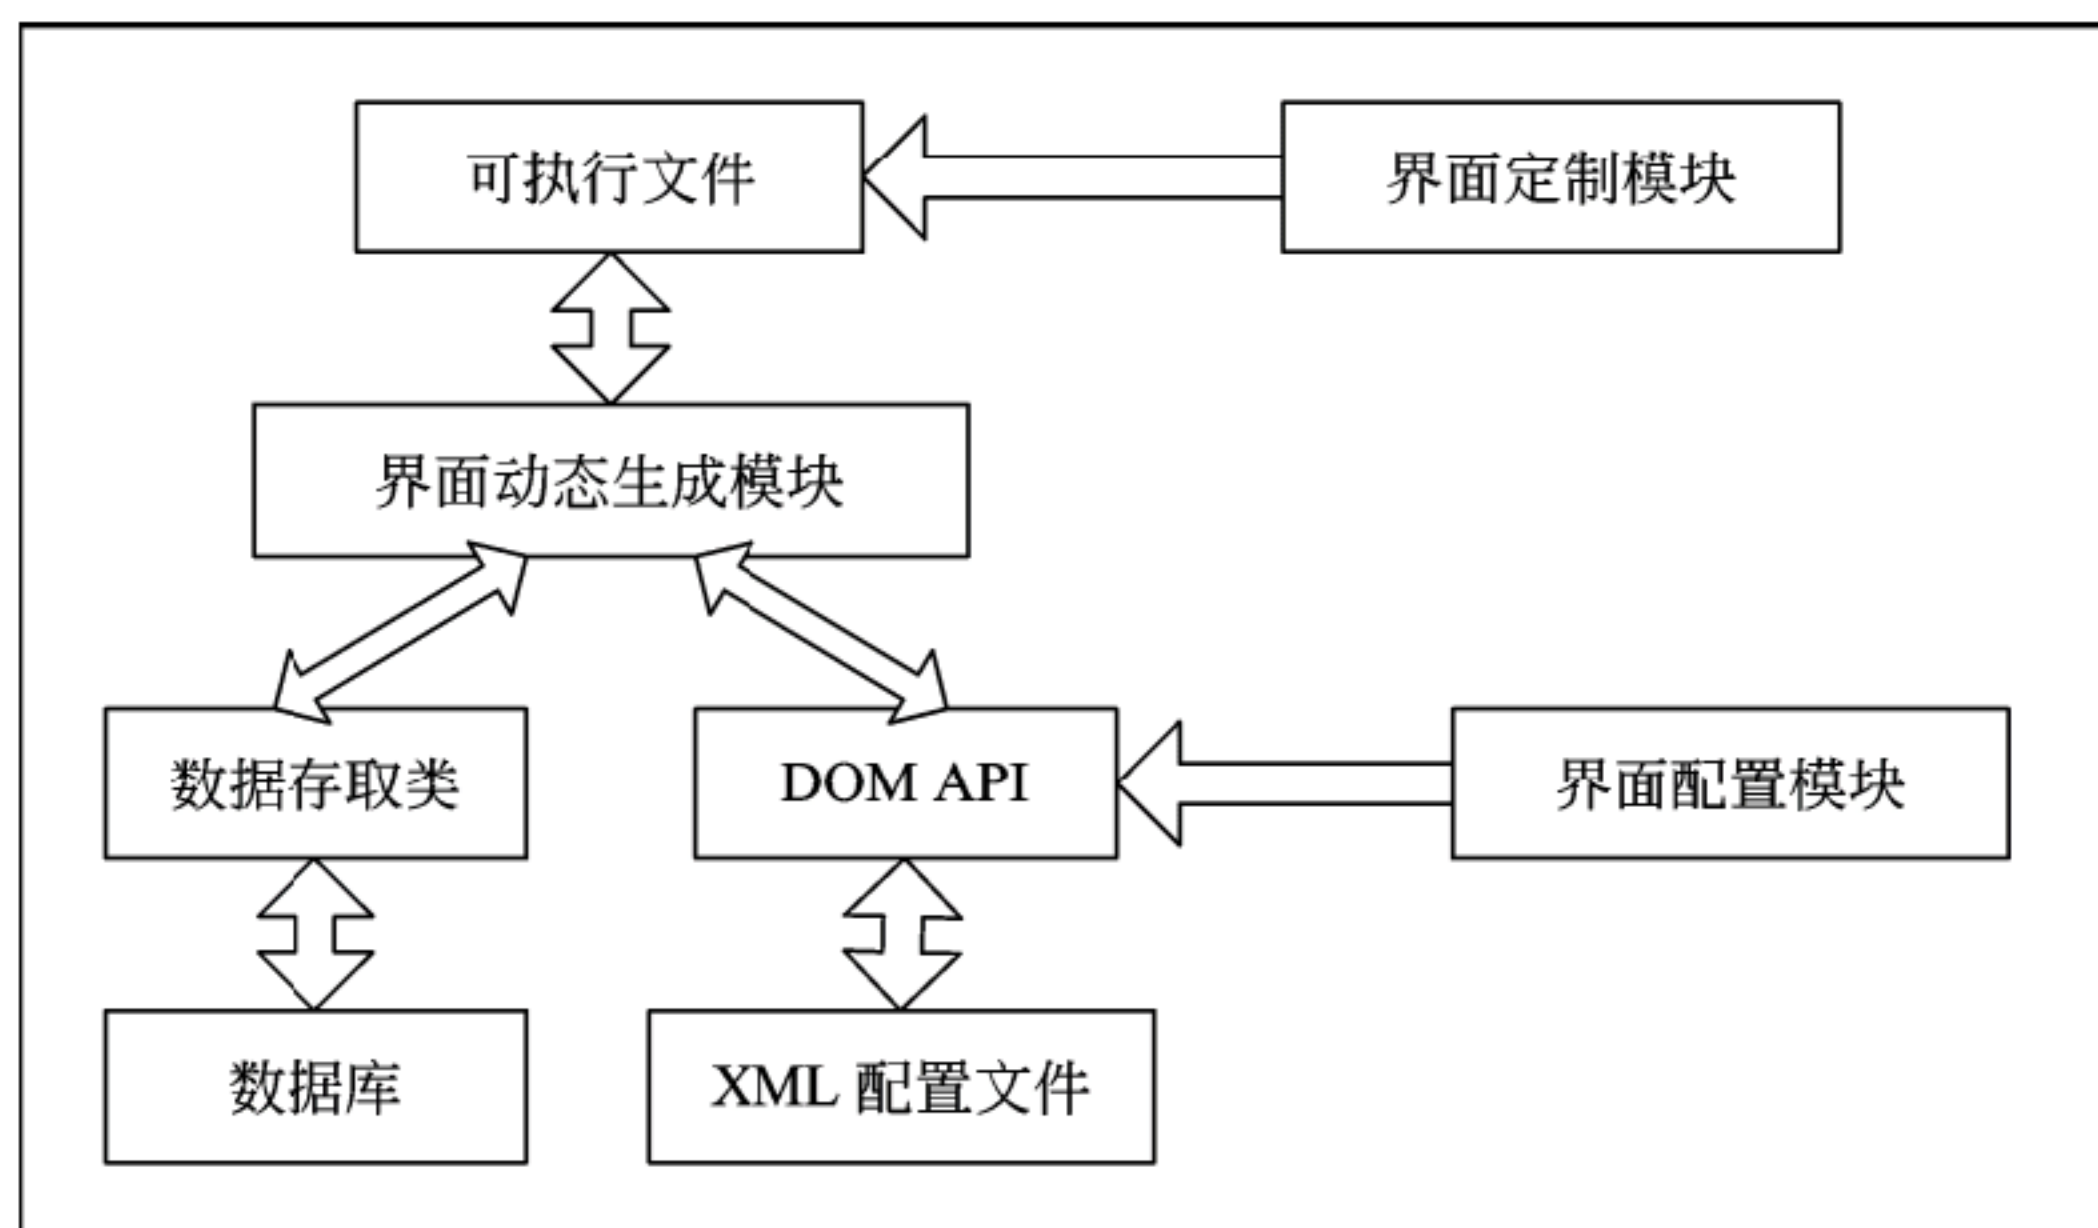 可执行文件
界面定制模块
界面动态生成模块
数据存取类
DOM API
界面配置模块
数据库
XML 配置文件